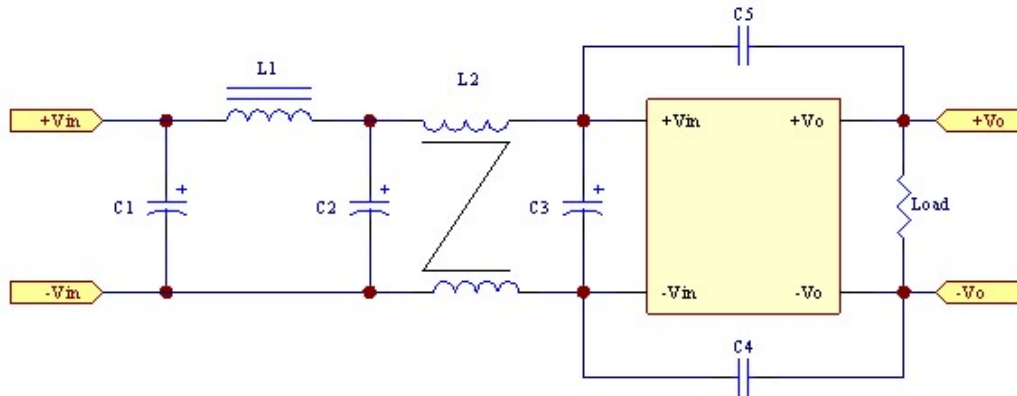 C5
L1
L2
+Vin
+Vin
+Vo
+Vo
C1
+
C2
+
C3
+
Load
-Vin
-Vin
-Vo
-Vo
C4